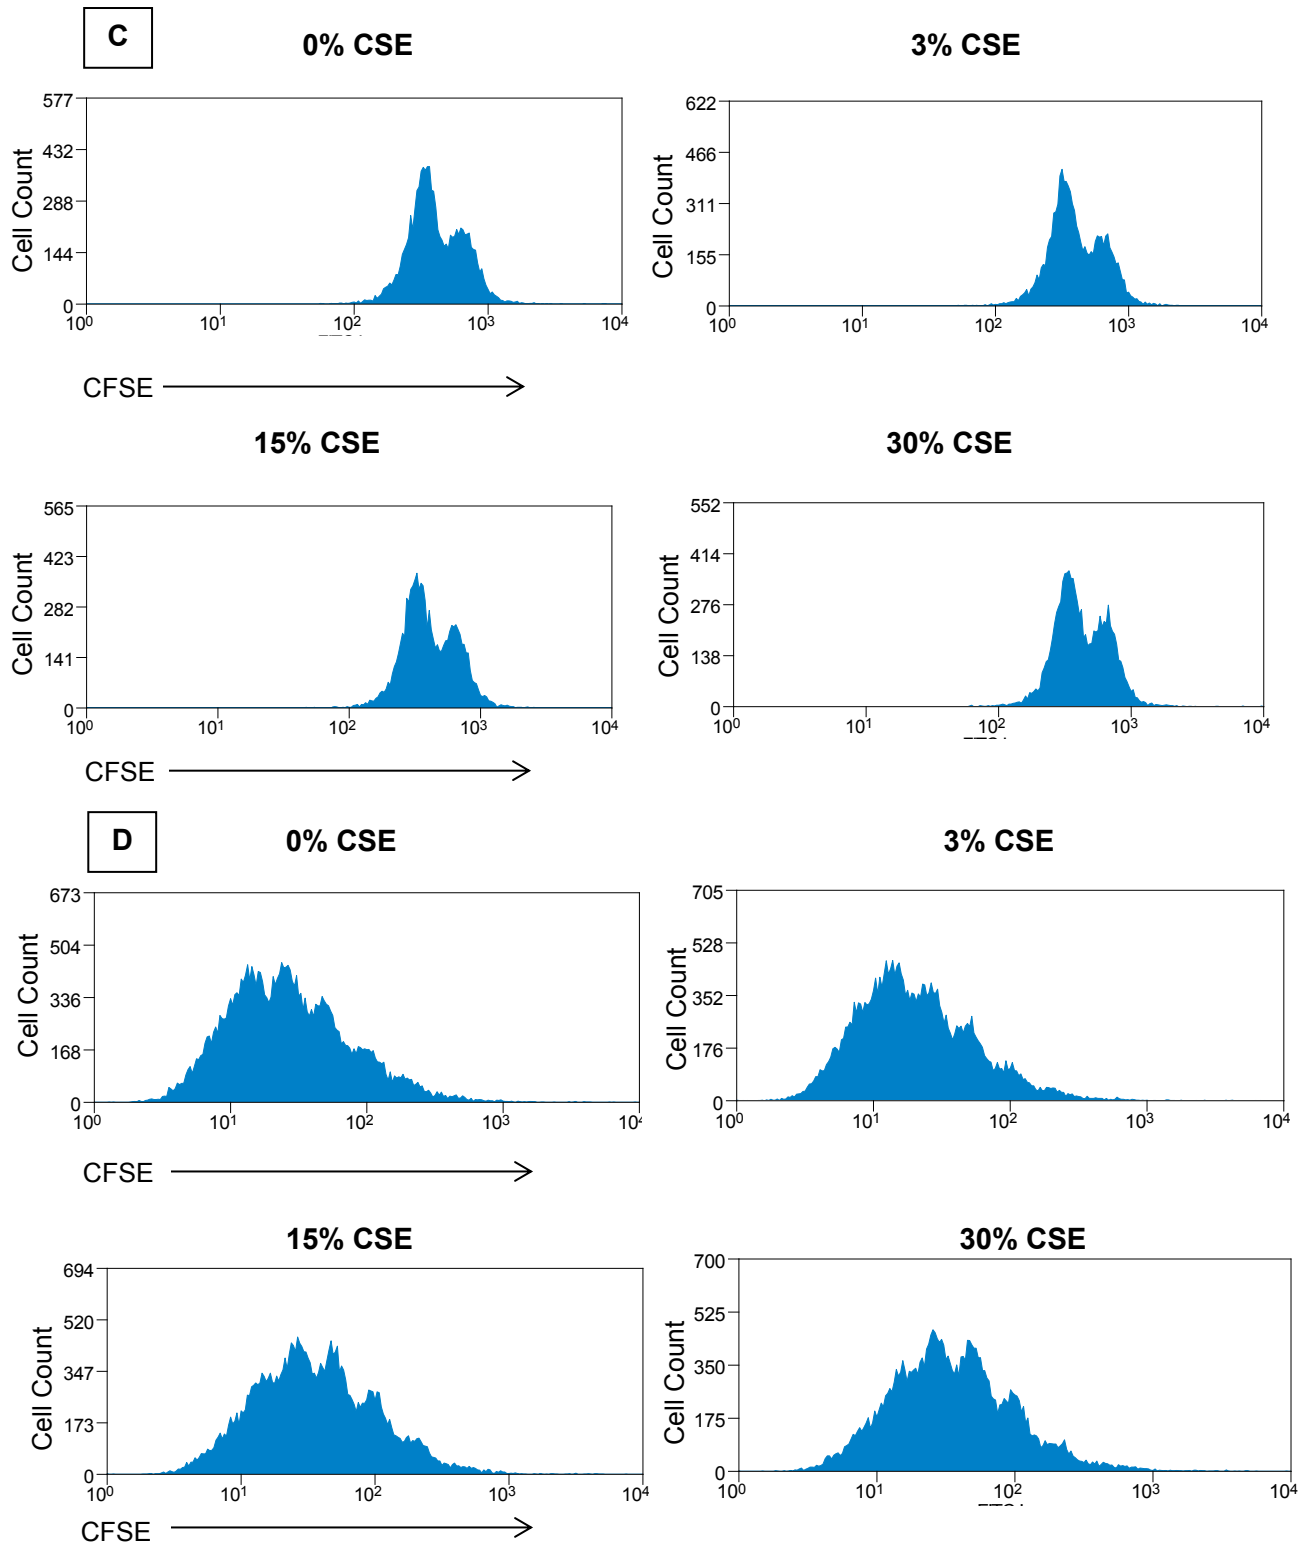 C
0% CSE
3% CSE
577
432
288
144
0
Cell Count
10⁰ 10¹ 10² 10³ 10⁴
622
466
311
155
0
Cell Count
10⁰ 10¹ 10² 10³ 10⁴
CFSE
15% CSE
30% CSE
565
423
282
141
0
Cell Count
10⁰ 10¹ 10² 10³ 10⁴
552
414
276
138
0
Cell Count
10⁰ 10¹ 10² 10³ 10⁴
CFSE
D
0% CSE
3% CSE
673
504
336
168
0
Cell Count
10⁰ 10¹ 10² 10³ 10⁴
705
528
352
176
0
Cell Count
10⁰ 10¹ 10² 10³ 10⁴
CFSE
15% CSE
30% CSE
694
520
347
173
0
Cell Count
10⁰ 10¹ 10² 10³ 10⁴
700
525
350
175
0
Cell Count
10⁰ 10¹ 10² 10³ 10⁴
CFSE